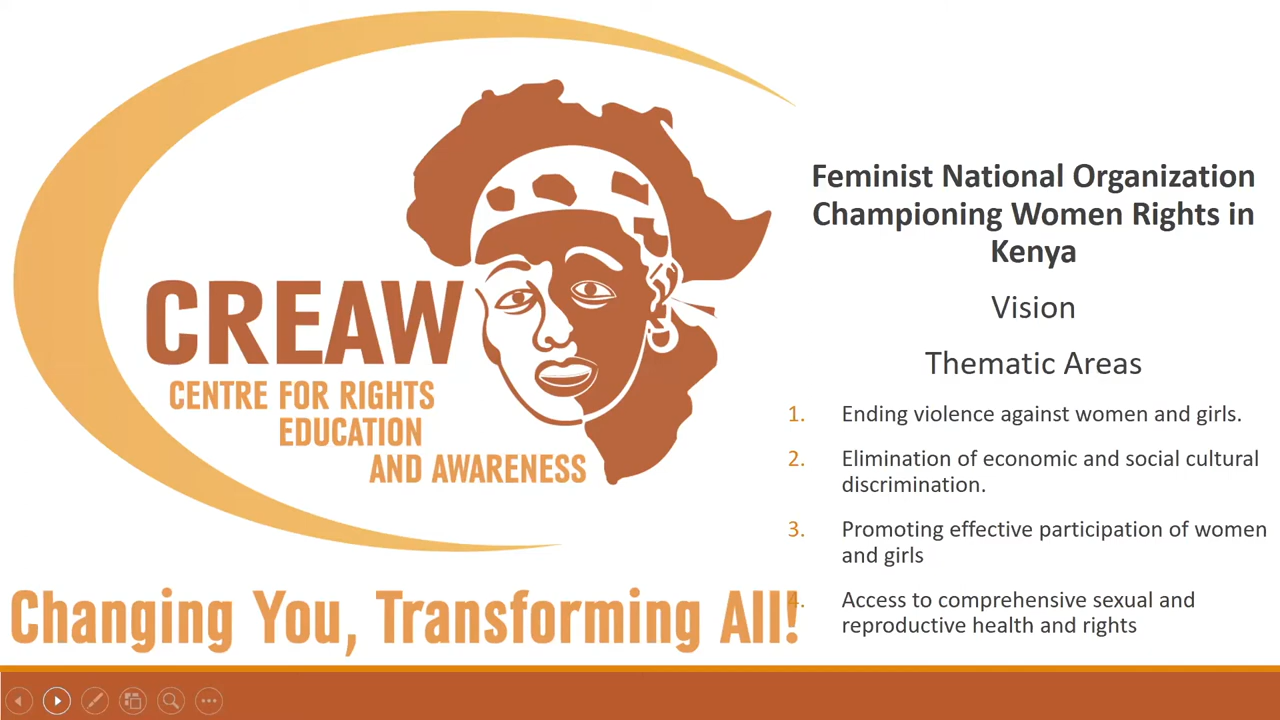 CREAW
CENTRE FOR RIGHTS
EDUCATION
AND AWARENESS
Changing You, Transforming All!
Feminist National Organization
Championing Women Rights in
Kenya
Vision
Thematic Areas
1. Ending violence against women and girls.
2. Elimination of economic and social cultural
discrimination.
3. Promoting effective participation of women
and girls
4. Access to comprehensive sexual and
reproductive health and rights